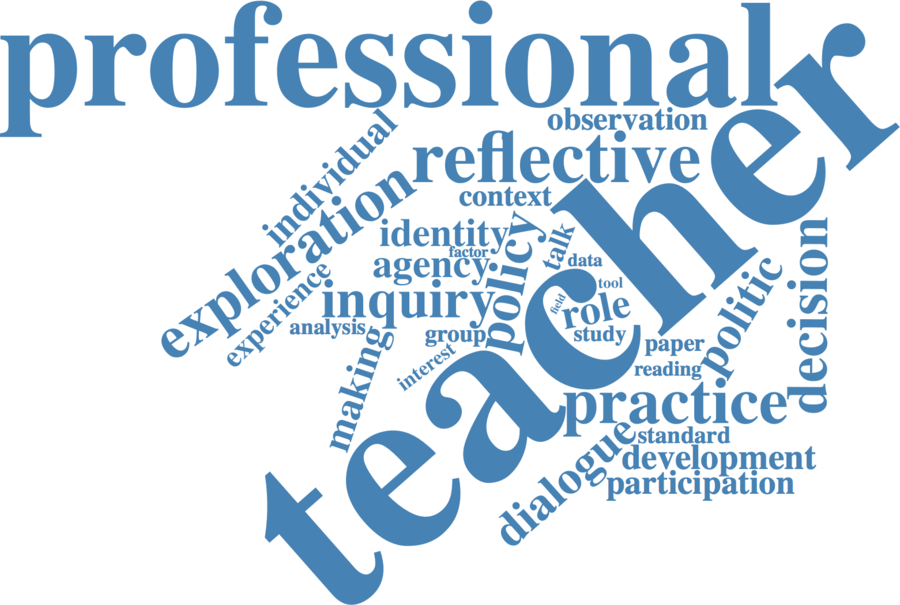 professional
teacher
observation
individual
reflective
exploration
context
identity
factor
policy
talk
agency
data
experience
inquiry
tool
field
role
analysis
group
study
politic
decision
making
interest
paper
reading
practice
dialogue
standard
development
participation